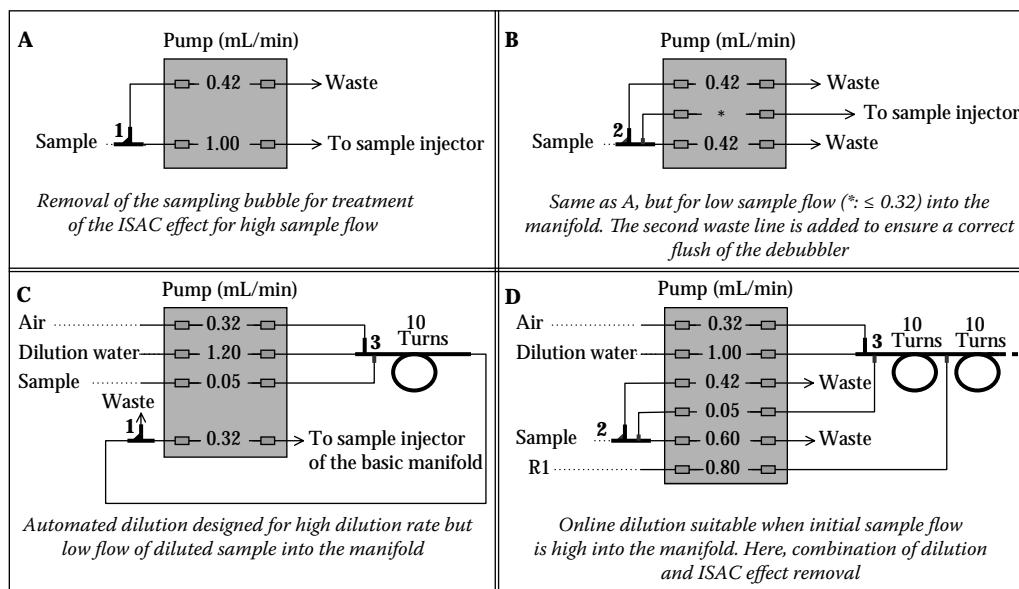 A
Pump (mL/min)
0.42
Waste
1
Sample
1.00
To sample injector
Removal of the sampling bubble for treatment
of the ISAC effect for high sample flow
B
Pump (mL/min)
0.42
Waste
*
To sample injector
2
Sample
0.42
Waste
Same as A, but for low sample flow (*: ≤ 0.32) into the
manifold. The second waste line is added to ensure a correct
flush of the debubbler
C
Pump (mL/min)
Air
0.32
10
Turns
3
Dilution water
1.20
Sample
0.05
Waste
1
0.32
To sample injector
of the basic manifold
Automated dilution designed for high dilution rate but
low flow of diluted sample into the manifold
D
Pump (mL/min)
Air
0.32
10
Turns
10
Turns
3
Dilution water
1.00
0.42
Waste
0.05
2
Sample
0.60
Waste
R1
0.80
Online dilution suitable when initial sample flow
is high into the manifold. Here, combination of dilution
and ISAC effect removal